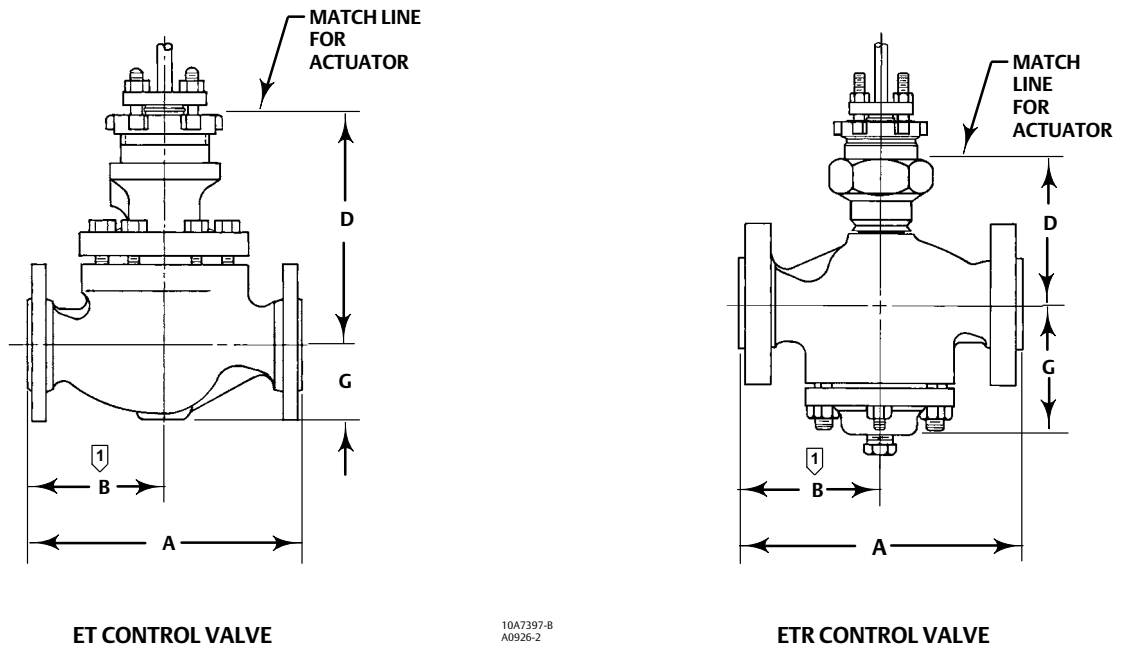 MATCH LINE
FOR
ACTUATOR
D
G
1
B
A
ET CONTROL VALVE
MATCH
LINE
FOR
ACTUATOR
D
G
1
B
A
ETR CONTROL VALVE
10A7397-B
A0926-2